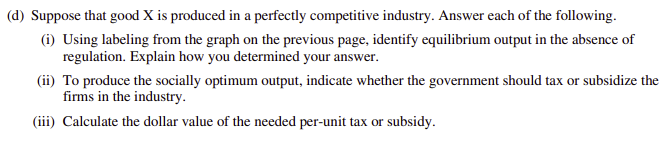 (d) Suppose that good X is produced in a perfectly competitive industry. Answer each of the following.
(i) Using labeling from the graph on the previous page, identify equilibrium output in the absence of
regulation. Explain how you determined your answer.
(ii) To produce the socially optimum output, indicate whether the government should tax or subsidize the
firms in the industry.
(iii) Calculate the dollar value of the needed per-unit tax or subsidy.